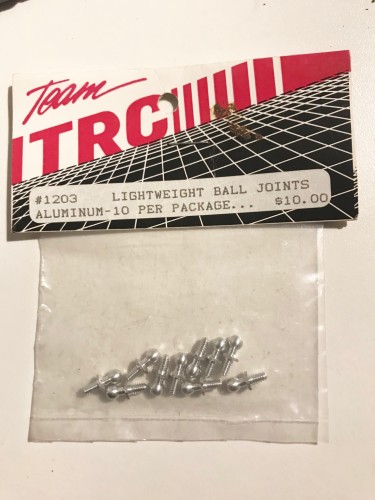 Team
TRC
#1203 LIGHTWEIGHT BALL JOINTS
ALUMINUM-10 PER PACKAGE... $10.00